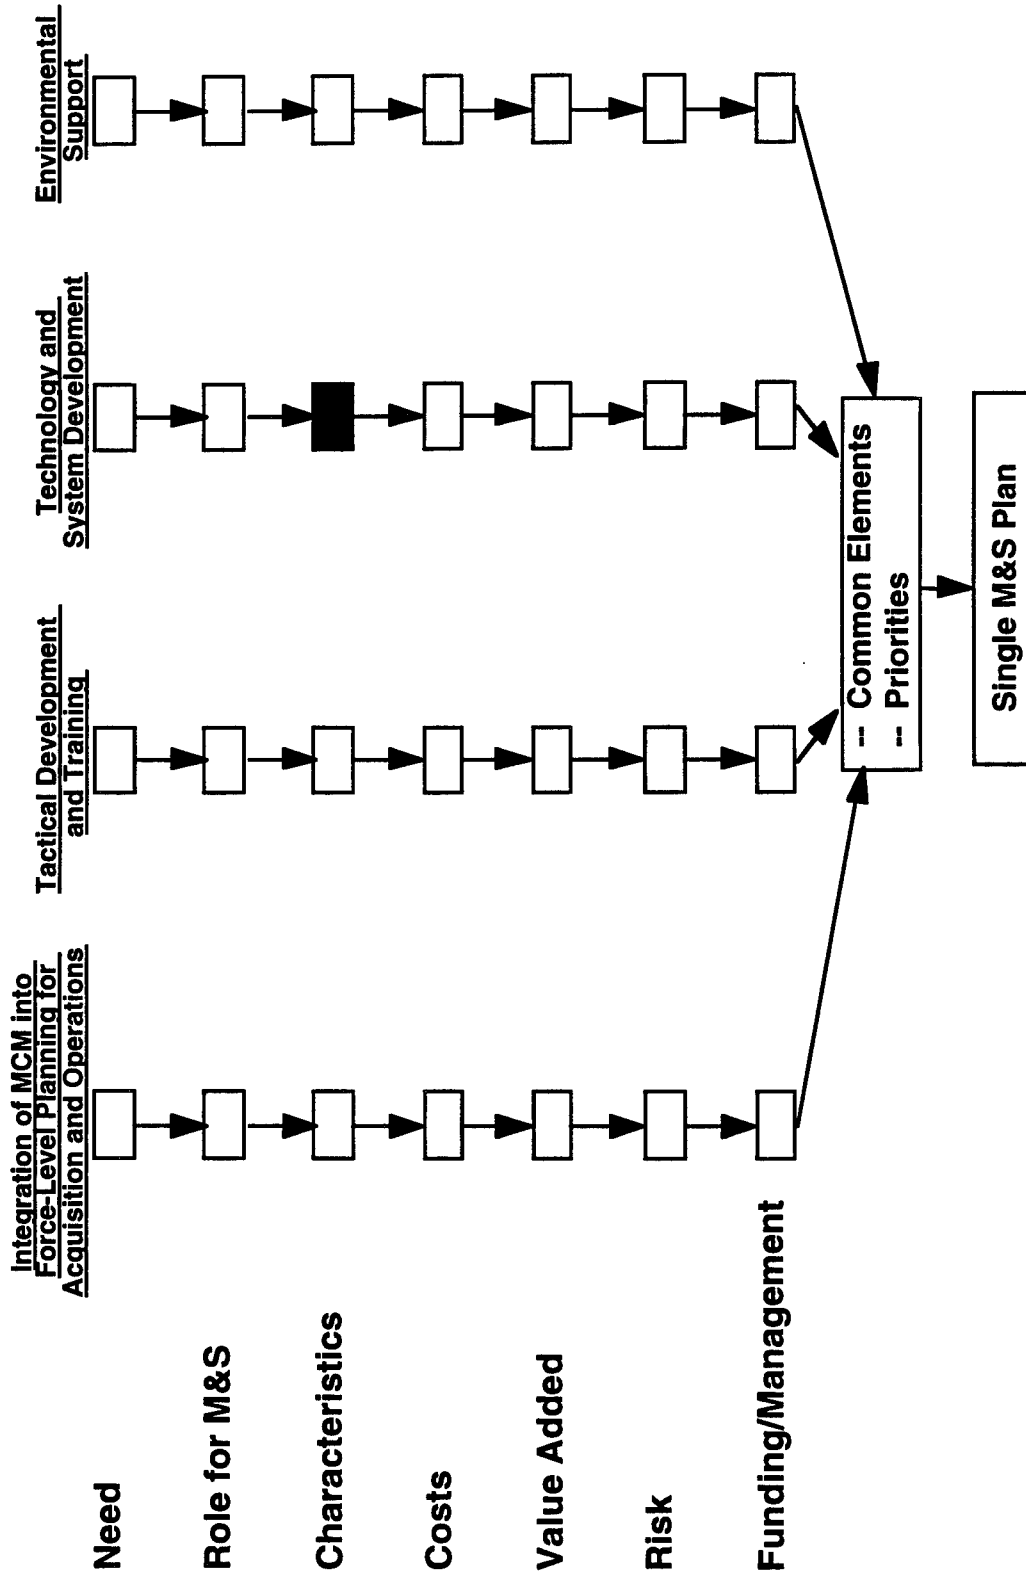 Integration of MCM into
Force-Level Planning for
Acquisition and Operations
Tactical Development
and Training
Technology and
System Development
Environmental
Support
Need
Role for M&S
Characteristics
Costs
Value Added
Risk
Funding/Management
-- Common Elements
-- Priorities
Single M&S Plan